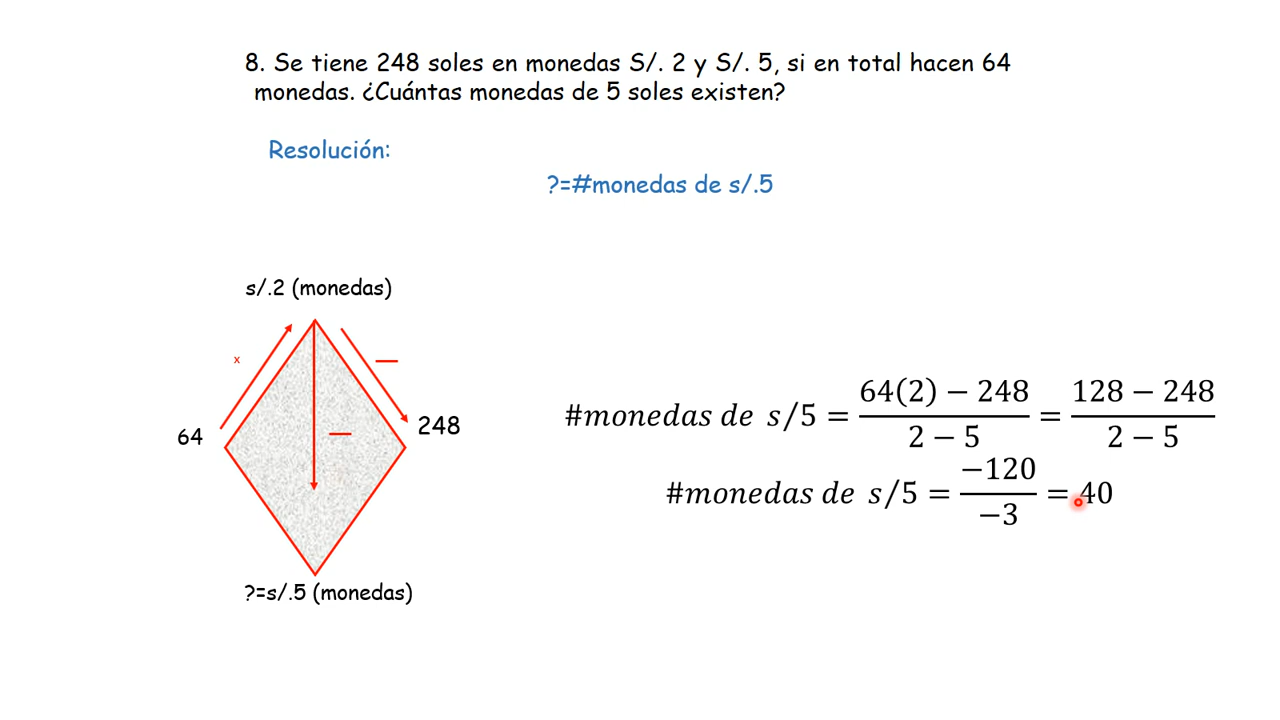 8. Se tiene 248 soles en monedas S/. 2 y S/. 5, si en total hacen 64
monedas. ¿Cuántas monedas de 5 soles existen?
Resolución:
?=#monedas de s/.5
s/.2 (monedas)
x
—
64
—
248
?=s/.5 (monedas)
#monedas de s/5 = (64(2) − 248)/(2 − 5) = (128 − 248)/(2 − 5)
#monedas de s/5 = (−120)/(−3) = 40